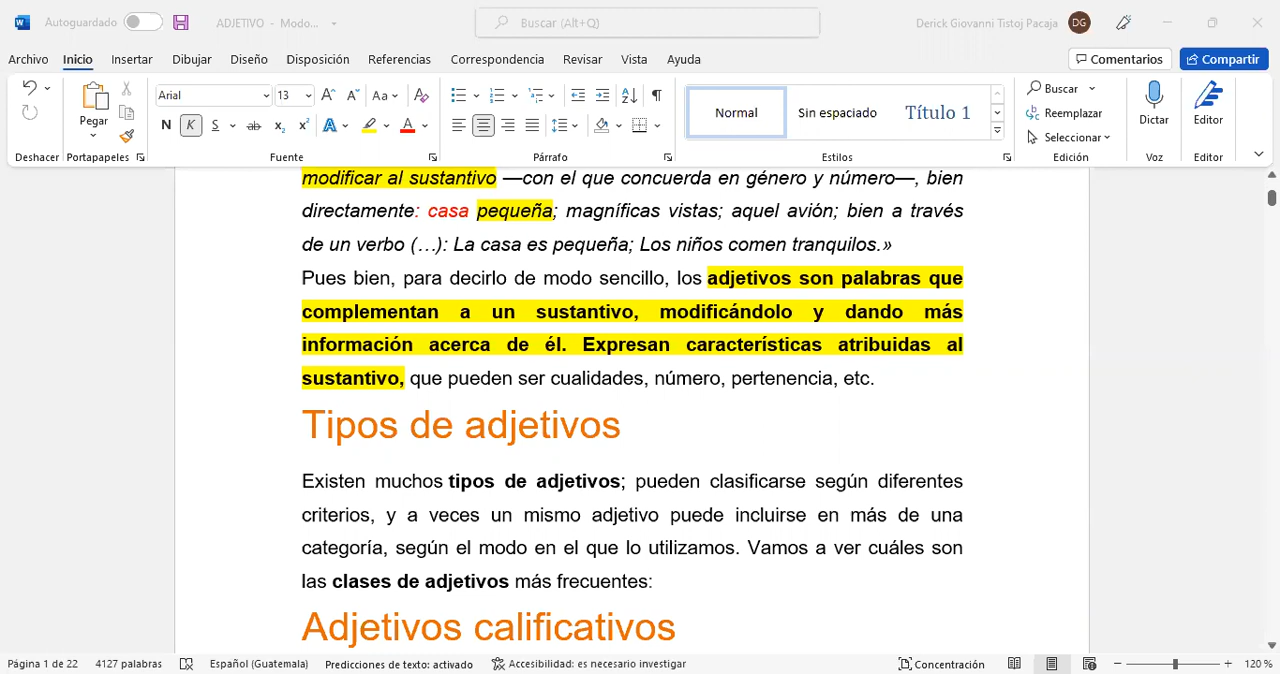 Autoguardado ADJETIVO - Modo... Buscar (Alt+Q) Derick Giovanni Tistoj Pacaja DG
Archivo Inicio Insertar Dibujar Diseño Disposición Referencias Correspondencia Revisar Vista Ayuda Comentarios Compartir
Pegar Arial 13 Aa Normal Sin espaciado Título 1 Buscar Reemplazar Seleccionar Dictar Editor
N K S ab x₂ x² A A
Deshacer Portapapeles Fuente Párrafo Estilos Edición Voz Editor
modificar al sustantivo —con el que concuerda en género y número—, bien
directamente: casa pequeña; magníficas vistas; aquel avión; bien a través
de un verbo (…): La casa es pequeña; Los niños comen tranquilos.»
Pues bien, para decirlo de modo sencillo, los adjetivos son palabras que
complementan a un sustantivo, modificándolo y dando más
información acerca de él. Expresan características atribuidas al
sustantivo, que pueden ser cualidades, número, pertenencia, etc.
Tipos de adjetivos
Existen muchos tipos de adjetivos; pueden clasificarse según diferentes
criterios, y a veces un mismo adjetivo puede incluirse en más de una
categoría, según el modo en el que lo utilizamos. Vamos a ver cuáles son
las clases de adjetivos más frecuentes:
Adjetivos calificativos
Página 1 de 22 4127 palabras Español (Guatemala) Predicciones de texto: activado Accesibilidad: es necesario investigar Concentración 120 %